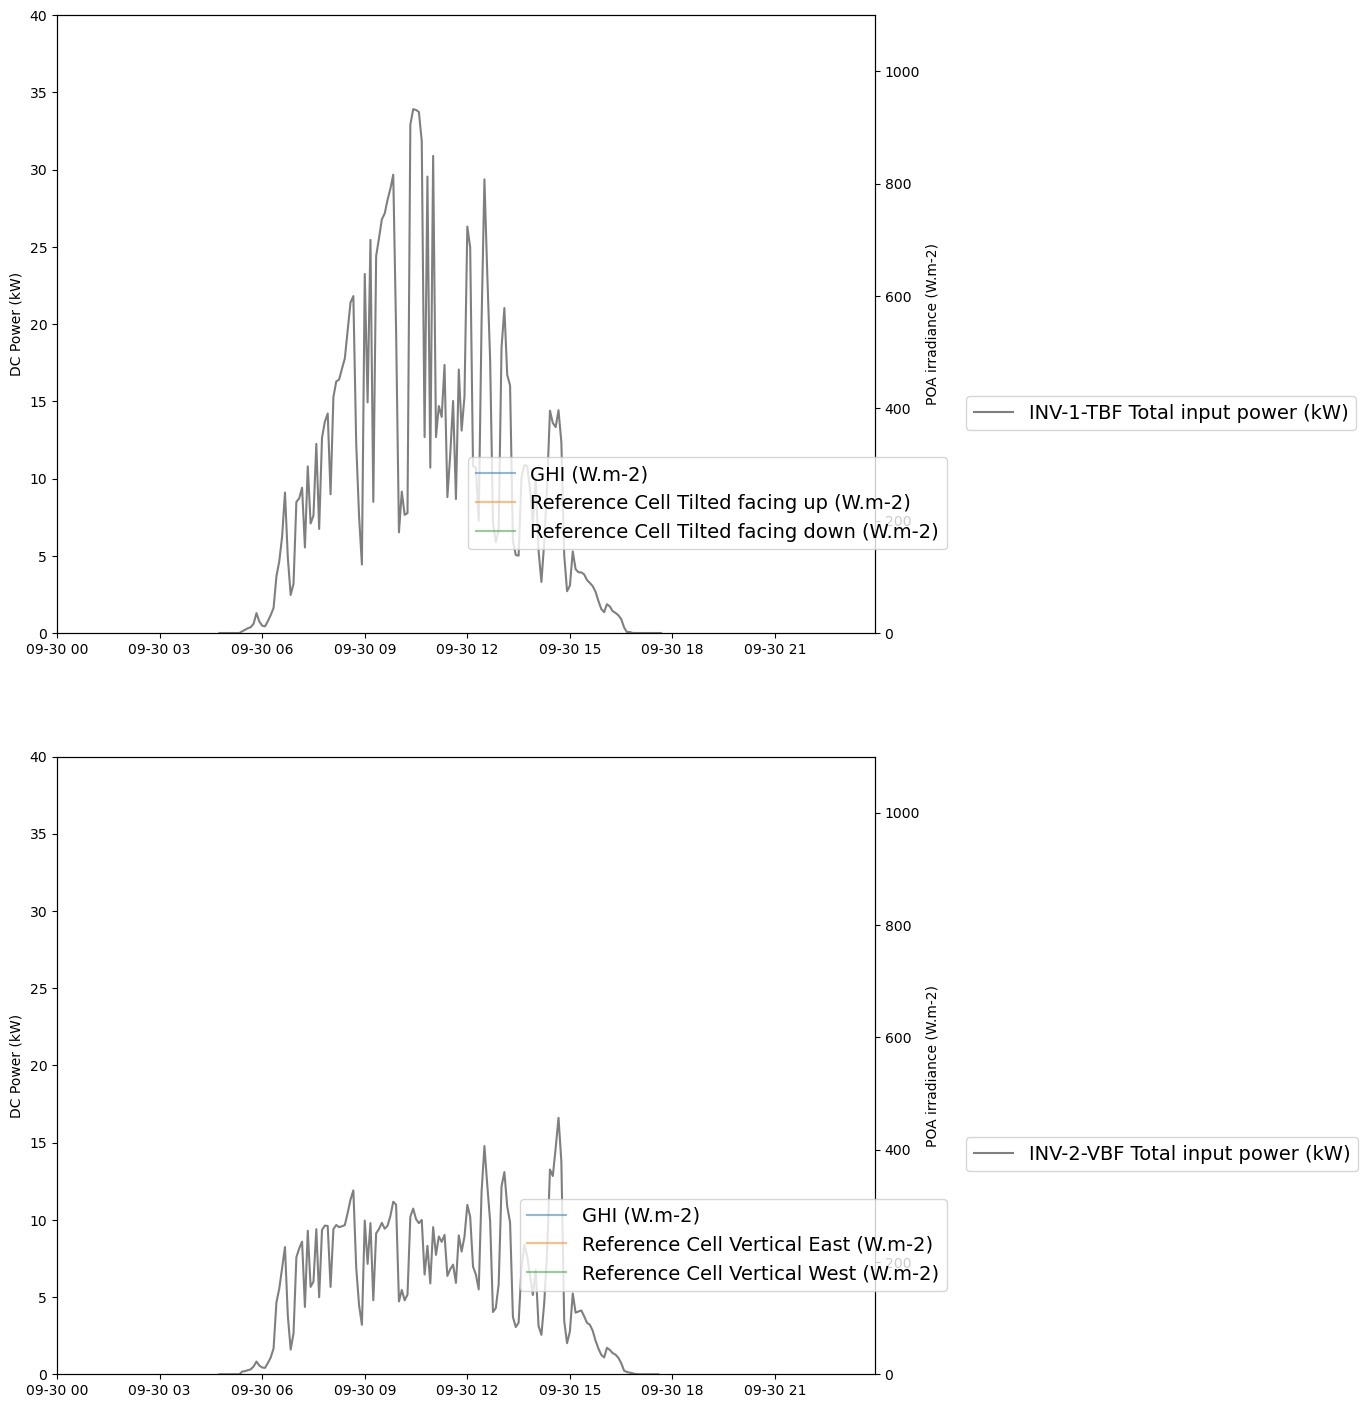 40
35
30
25
20
15
10
5
0
DC Power (kW)
1000
800
600
400
200
0
POA irradiance (W.m-2)
INV-1-TBF Total input power (kW)
GHI (W.m-2)
Reference Cell Tilted facing up (W.m-2)
Reference Cell Tilted facing down (W.m-2)
09-30 00 09-30 03 09-30 06 09-30 09 09-30 12 09-30 15 09-30 18 09-30 21
40
35
30
25
20
15
10
5
0
DC Power (kW)
1000
800
600
400
200
0
POA irradiance (W.m-2)
INV-2-VBF Total input power (kW)
GHI (W.m-2)
Reference Cell Vertical East (W.m-2)
Reference Cell Vertical West (W.m-2)
09-30 00 09-30 03 09-30 06 09-30 09 09-30 12 09-30 15 09-30 18 09-30 21